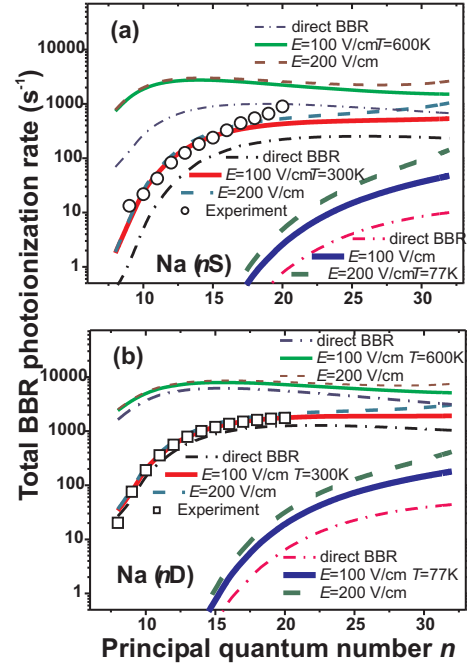 Total BBR photoionization rate (s⁻¹)
(a)
10000
1000
100
10
1
direct BBR
E=100 V/cm T=600K
E=200 V/cm
direct BBR
E=100 V/cm T=300K
E=200 V/cm
Experiment
direct BBR
E=100 V/cm
E=200 V/cm T=77K
Na (nS)
10 15 20 25 30
(b)
10000
1000
100
10
1
direct BBR
E=100 V/cm T=600K
E=200 V/cm
direct BBR
E=100 V/cm T=300K
E=200 V/cm
Experiment
direct BBR
E=100 V/cm T=77K
E=200 V/cm
Na (nD)
10 15 20 25 30
Principal quantum number n